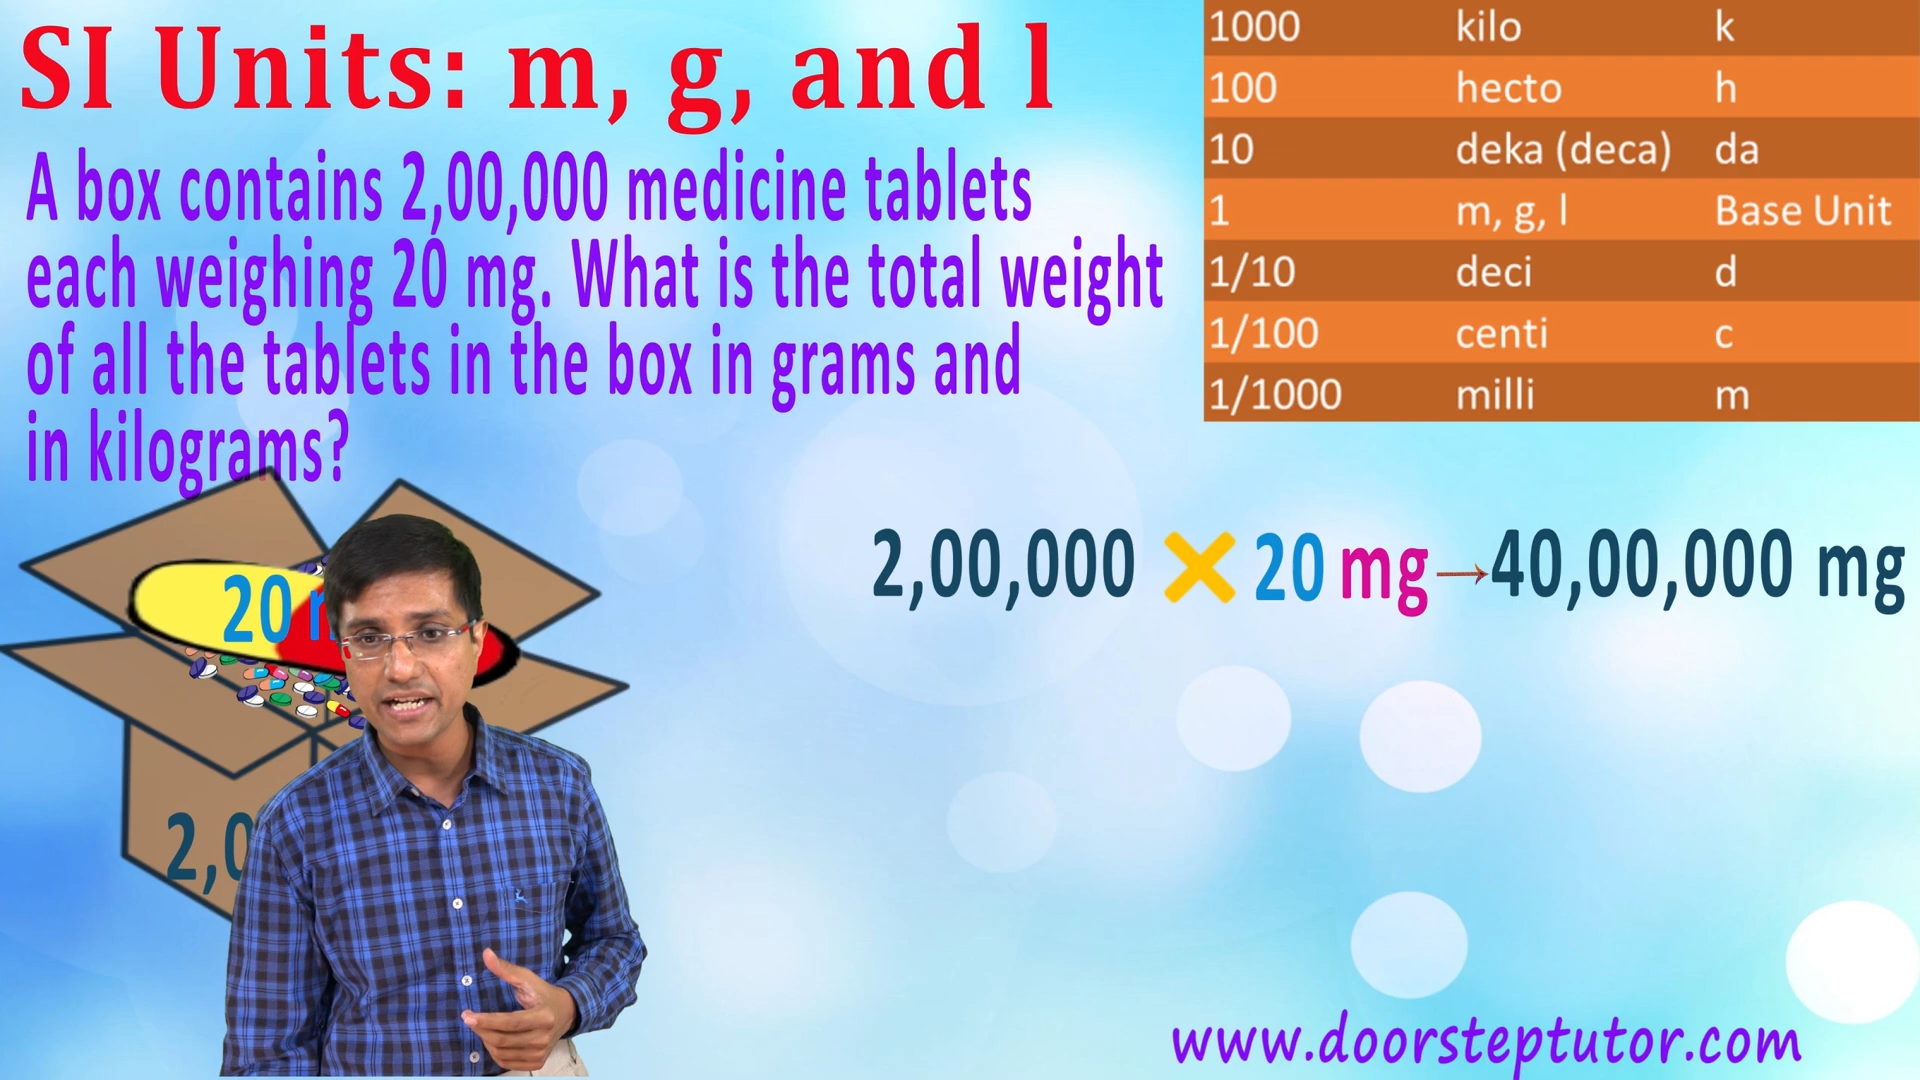 SI Units: m, g, and l
A box contains 2,00,000 medicine tablets
each weighing 20 mg. What is the total weight
of all the tablets in the box in grams and
in kilograms?
1000 kilo k
100 hecto h
10 deka (deca) da
1 m, g, l Base Unit
1/10 deci d
1/100 centi c
1/1000 milli m
2,00,000 × 20 mg → 40,00,000 mg
20
2,0
www.doorsteptutor.com